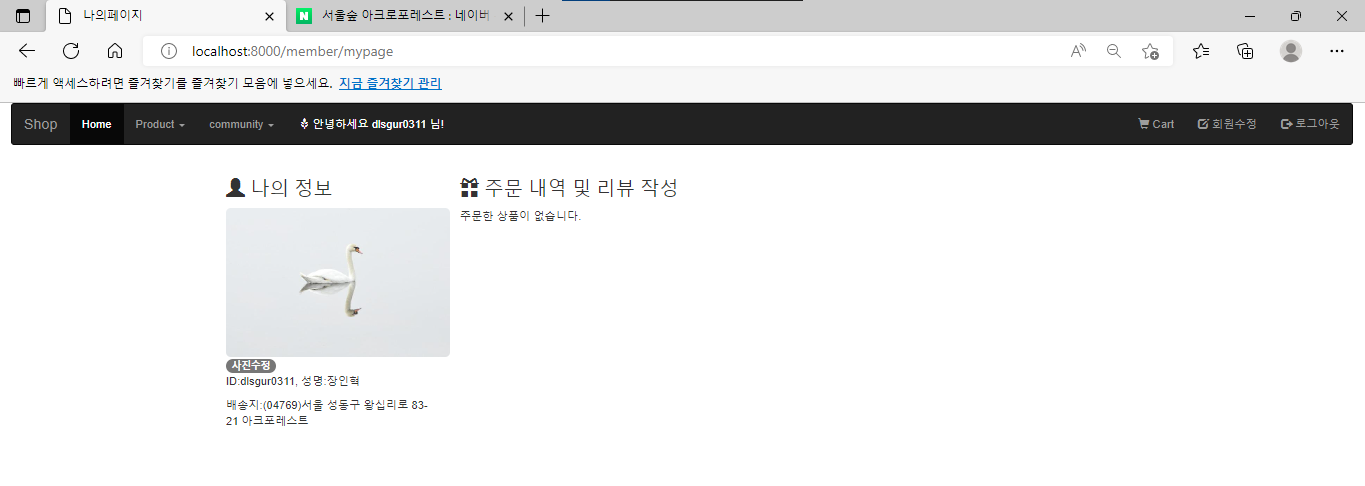 나의페이지
서울숲 아크로포레스트 : 네이버
localhost:8000/member/mypage
빠르게 액세스하려면 즐겨찾기를 즐겨찾기 모음에 넣으세요. 지금 즐겨찾기 관리
Shop Home Product community 안녕하세요 dlsgur0311 님! Cart 회원수정 로그아웃
나의 정보
사진수정
ID:dlsgur0311, 성명:장인혁
배송지:(04769)서울 성동구 왕십리로 83-
21 아크포레스트
주문 내역 및 리뷰 작성
주문한 상품이 없습니다.